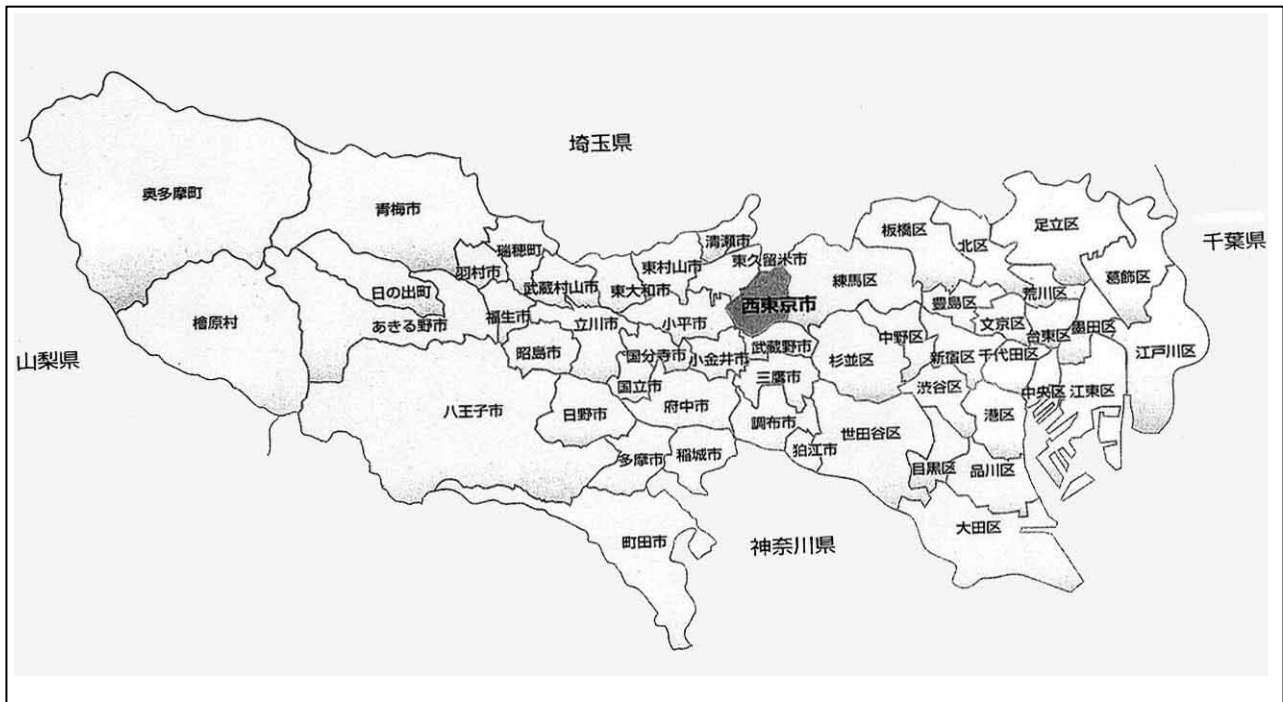 埼玉県
奥多摩町
青梅市
足立区
板橋区
清瀬市
千葉県
北区
瑞穂町
東久留米市
東村山市
羽村市
葛飾区
練馬区
武蔵村山市
東大和市
日の出町
荒川区
豊島区
西東京市
福生市
檜原村
あきる野市
立川市
小平市
文京区
墨田区
台東区
中野区
武蔵野市
昭島市
国分寺市
小金井市
杉並区
新宿区
千代田区
江戸川区
山梨県
三鷹市
国立市
渋谷区
中央区
江東区
八王子市
日野市
府中市
港区
調布市
世田谷区
狛江市
稲城市
多摩市
目黒区
品川区
大田区
町田市
神奈川県